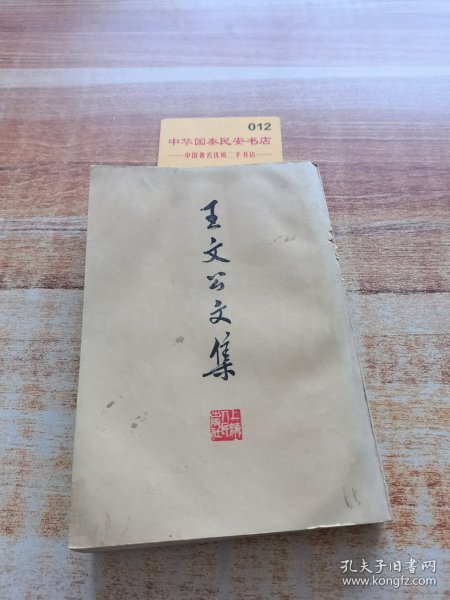 012
中华国泰民安书店
中国著名优质二手书店
王文公文集
上海人民出版社
孔夫子旧书网
www.kongfz.com